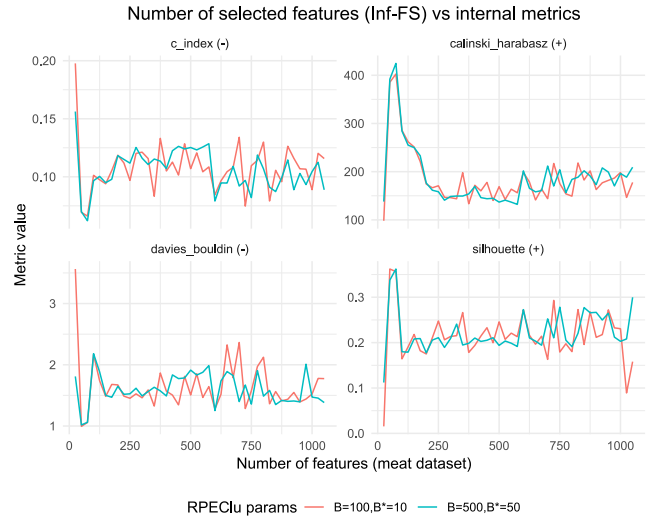 Number of selected features (Inf-FS) vs internal metrics
c_index (-)
calinski_harabasz (+)
0.20
0.15
0.10
400
300
200
100
davies_bouldin (-)
silhouette (+)
3
2
1
0.3
0.2
0.1
0.0
Metric value
0 250 500 750 1000
0 250 500 750 1000
Number of features (meat dataset)
RPEClu params B=100,B*=10 B=500,B*=50